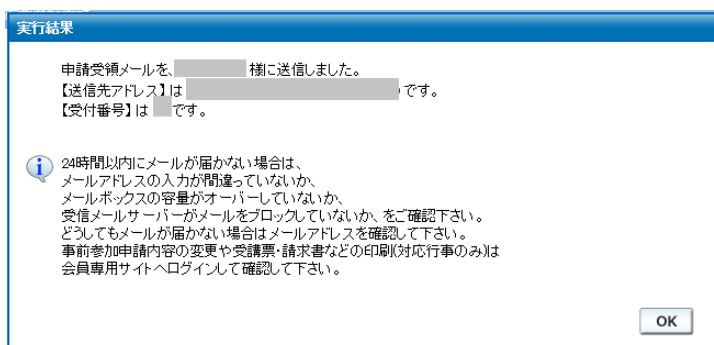 実行結果
申請受領メールを、 様に送信しました。
【送信先アドレス】は )です。
【受付番号】は です。
24時間以内にメールが届かない場合は、
メールアドレスの入力が間違っていないか、
メールボックスの容量がオーバーしていないか、
受信メールサーバーがメールをブロックしていないか、をご確認下さい。
どうしてもメールが届かない場合はメールアドレスを確認して下さい。
事前参加申請内容の変更や受講票・請求書などの印刷(対応行事のみ)は
会員専用サイトへログインして確認して下さい。
OK